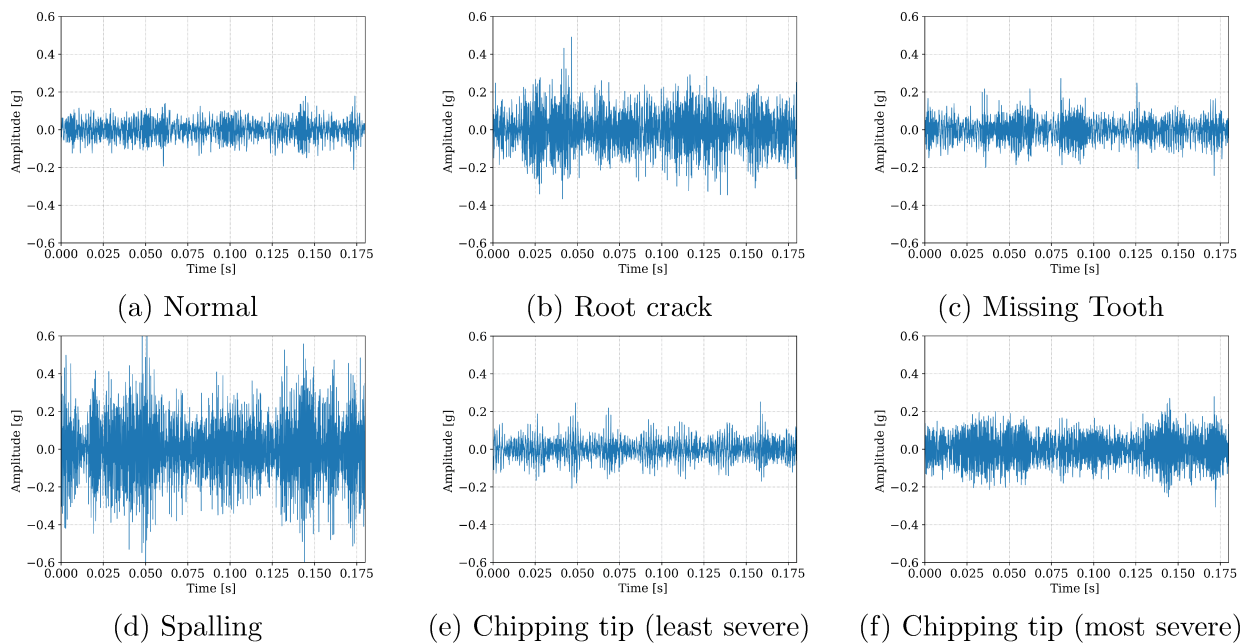 0.6
0.4
0.2
0.0
−0.2
−0.4
−0.6
Amplitude [g]
0.000 0.025 0.050 0.075 0.100 0.125 0.150 0.175
Time [s]
(a) Normal
0.6
0.4
0.2
0.0
−0.2
−0.4
−0.6
Amplitude [g]
0.000 0.025 0.050 0.075 0.100 0.125 0.150 0.175
Time [s]
(b) Root crack
0.6
0.4
0.2
0.0
−0.2
−0.4
−0.6
Amplitude [g]
0.000 0.025 0.050 0.075 0.100 0.125 0.150 0.175
Time [s]
(c) Missing Tooth
0.6
0.4
0.2
0.0
−0.2
−0.4
−0.6
Amplitude [g]
0.000 0.025 0.050 0.075 0.100 0.125 0.150 0.175
Time [s]
(d) Spalling
0.6
0.4
0.2
0.0
−0.2
−0.4
−0.6
Amplitude [g]
0.000 0.025 0.050 0.075 0.100 0.125 0.150 0.175
Time [s]
(e) Chipping tip (least severe)
0.6
0.4
0.2
0.0
−0.2
−0.4
−0.6
Amplitude [g]
0.000 0.025 0.050 0.075 0.100 0.125 0.150 0.175
Time [s]
(f) Chipping tip (most severe)